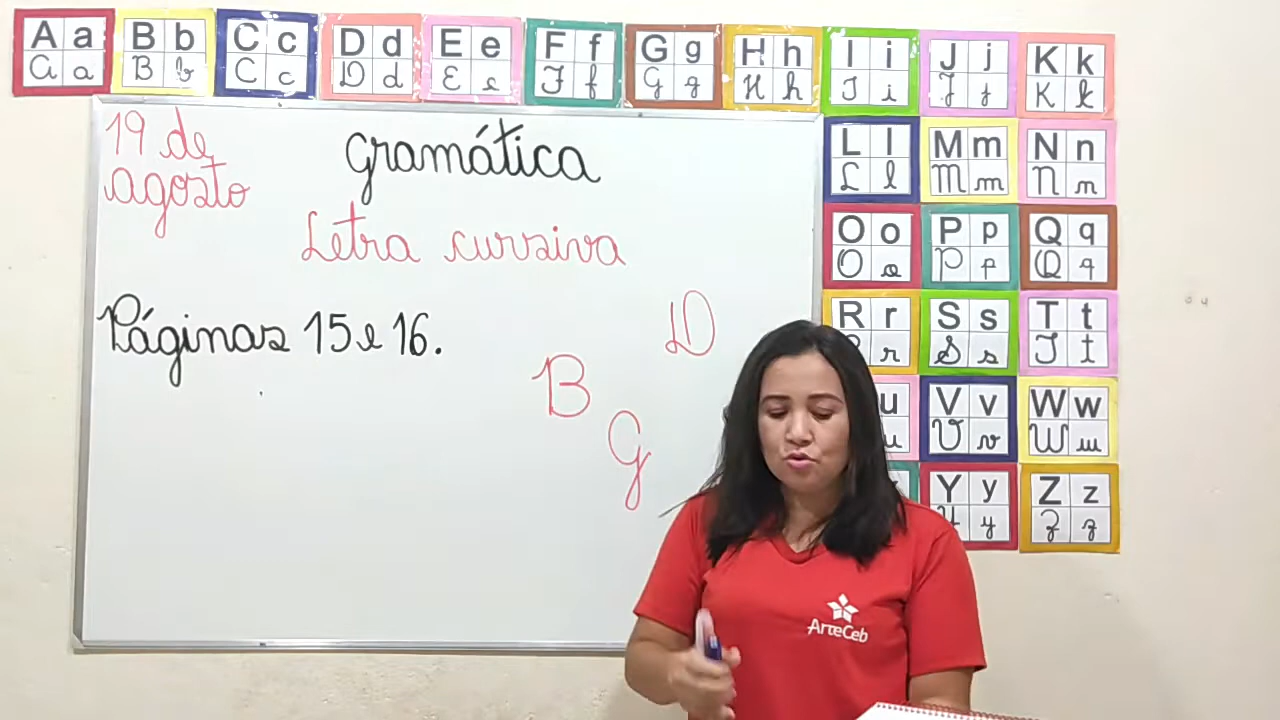 A a
A a
B b
B b
C c
C c
D d
D d
E e
E e
F f
F f
G g
G g
H h
H h
I i
I i
J j
J j
K k
K k
L l
L l
M m
M m
N n
N n
O o
O o
P p
P p
Q q
Q q
R r
r
S s
S s
T t
T t
u
u
V v
V v
W w
W w
Y y
y
Z z
Z z
19 de
agosto
Gramática
Letra cursiva
Páginas 15 e 16.
D
B
G
ArteCeb